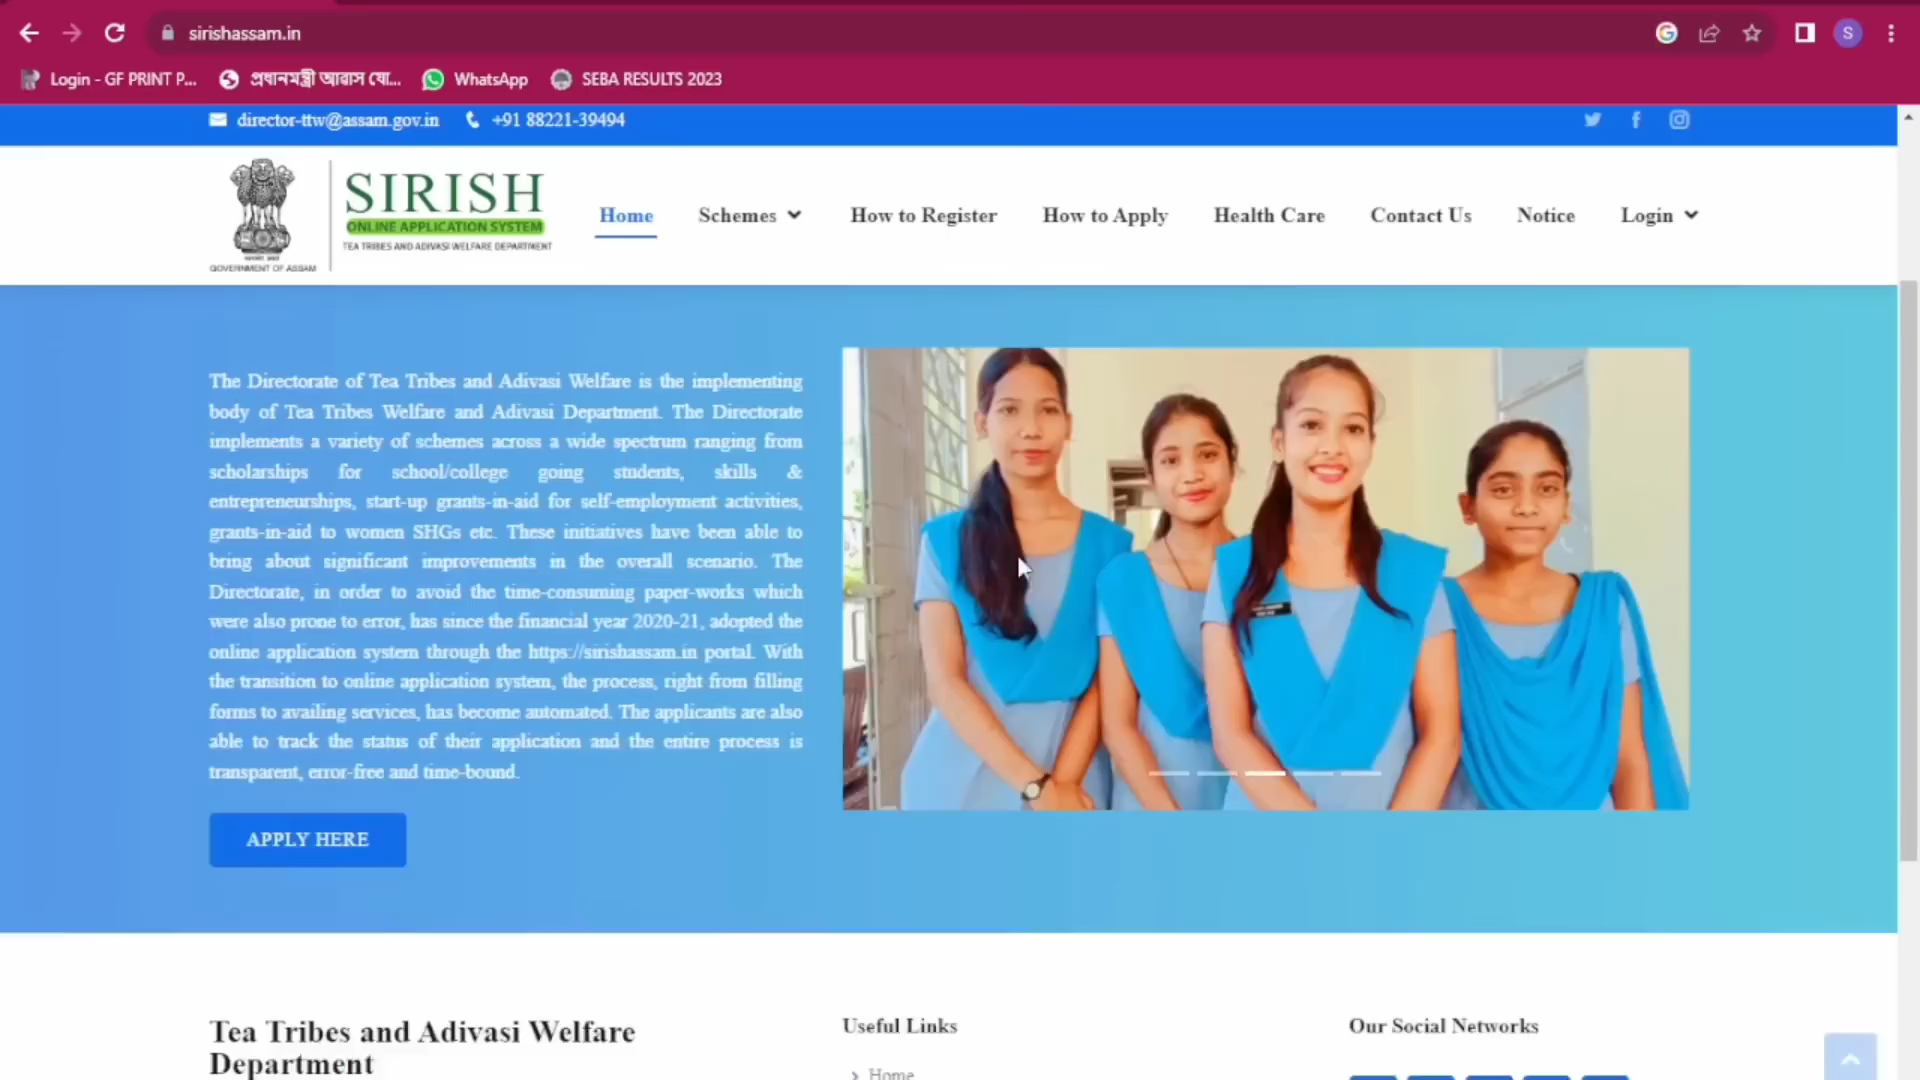 sirishassam.in
S
Login - GF PRINT P...
প্রধানমন্ত্রী আৱাস যো...
WhatsApp
SEBA RESULTS 2023
director-ttw@assam.gov.in
+91 88221-39494
GOVERNMENT OF ASSAM
SIRISH
ONLINE APPLICATION SYSTEM
TEA TRIBES AND ADIVASI WELFARE DEPARTMENT
Home
Schemes
How to Register
How to Apply
Health Care
Contact Us
Notice
Login
The Directorate of Tea Tribes and Adivasi Welfare is the implementing
body of Tea Tribes Welfare and Adivasi Department. The Directorate
implements a variety of schemes across a wide spectrum ranging from
scholarships for school/college going students, skills &
entrepreneurships, start-up grants-in-aid for self-employment activities,
grants-in-aid to women SHGs etc. These initiatives have been able to
bring about significant improvements in the overall scenario. The
Directorate, in order to avoid the time-consuming paper-works which
were also prone to error, has since the financial year 2020-21, adopted the
online application system through the https://sirishassam.in portal. With
the transition to online application system, the process, right from filling
forms to availing services, has become automated. The applicants are also
able to track the status of their application and the entire process is
transparent, error-free and time-bound.
APPLY HERE
Tea Tribes and Adivasi Welfare
Department
Useful Links
Home
Our Social Networks